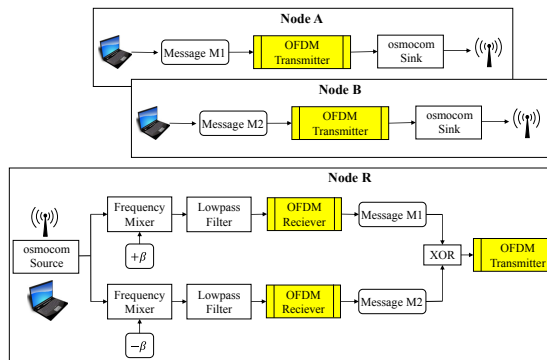 Node A
Message M1
OFDM
Transmitter
osmocom
Sink
Node B
Message M2
OFDM
Transmitter
osmocom
Sink
Node R
osmocom
Source
Frequency
Mixer
+β
Lowpass
Filter
OFDM
Reciever
Message M1
Frequency
Mixer
−β
Lowpass
Filter
OFDM
Reciever
Message M2
XOR
OFDM
Transmitter